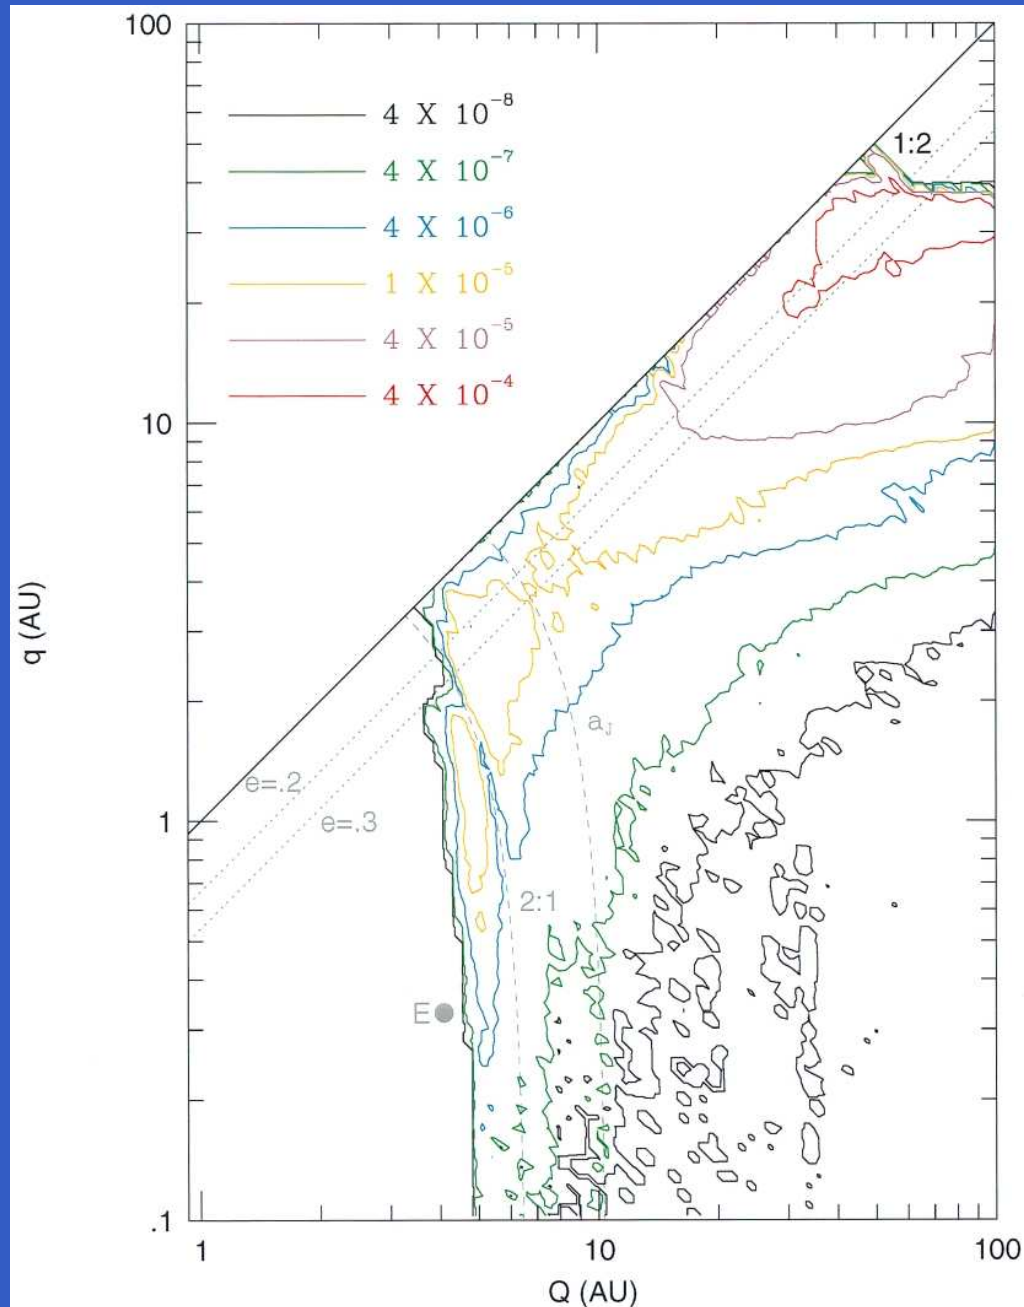 100
4 X 10⁻⁸
1:2
4 X 10⁻⁷
4 X 10⁻⁶
1 X 10⁻⁵
4 X 10⁻⁵
4 X 10⁻⁴
10
q (AU)
a_J
e=.2
1
e=.3
2:1
E
.1
1
10
100
Q (AU)